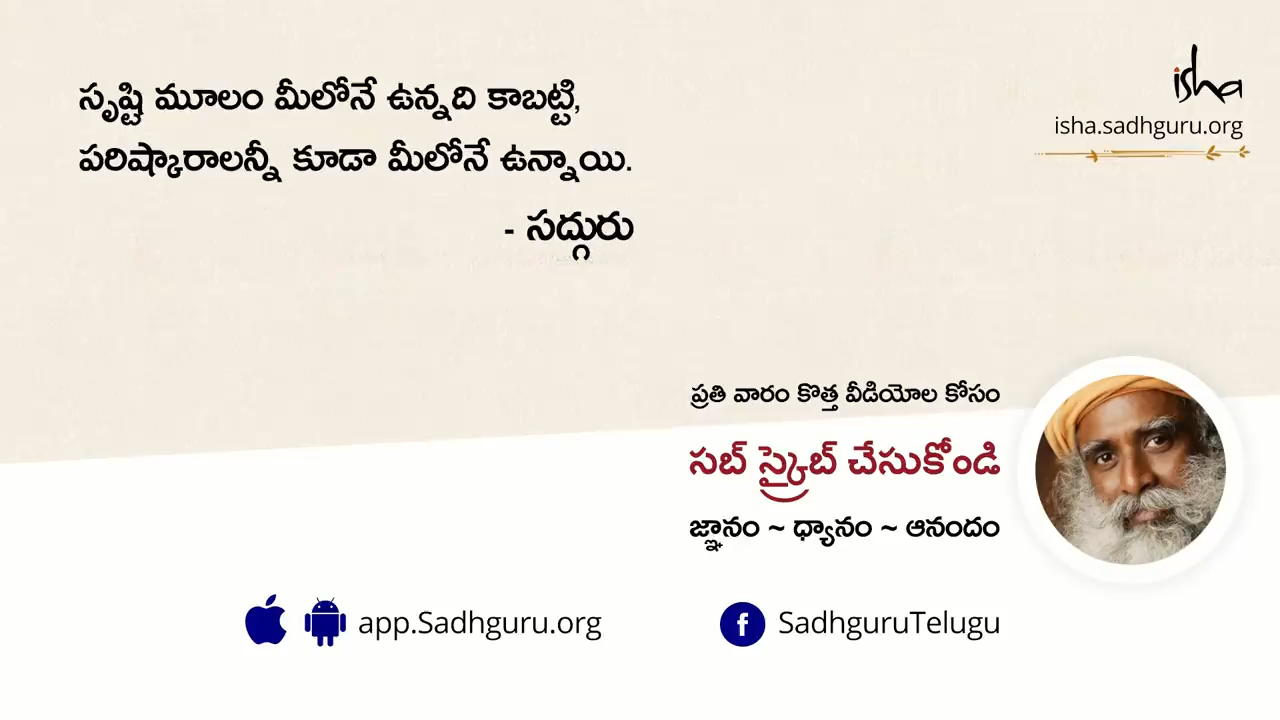 సృష్టి మూలం మీలోనే ఉన్నది కాబట్టి,
పరిష్కారాలన్నీ కూడా మీలోనే ఉన్నాయి.
- సద్గురు
isha
isha.sadhguru.org
ప్రతి వారం కొత్త వీడియోల కోసం
సబ్ స్క్రైబ్ చేసుకోండి
జ్ఞానం ~ ధ్యానం ~ ఆనందం
app.Sadhguru.org
SadhguruTelugu